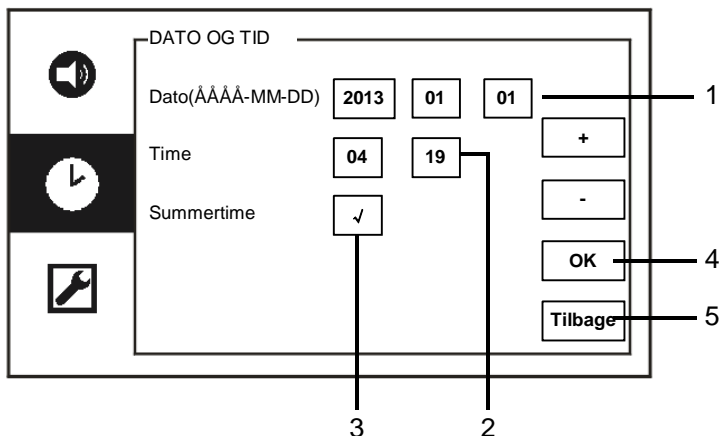 DATO OG TID
Dato(ÅÅÅÅ-MM-DD) 2013 01 01 1
+
Time 04 19
-
Summertime √
OK 4
Tilbage 5
3 2